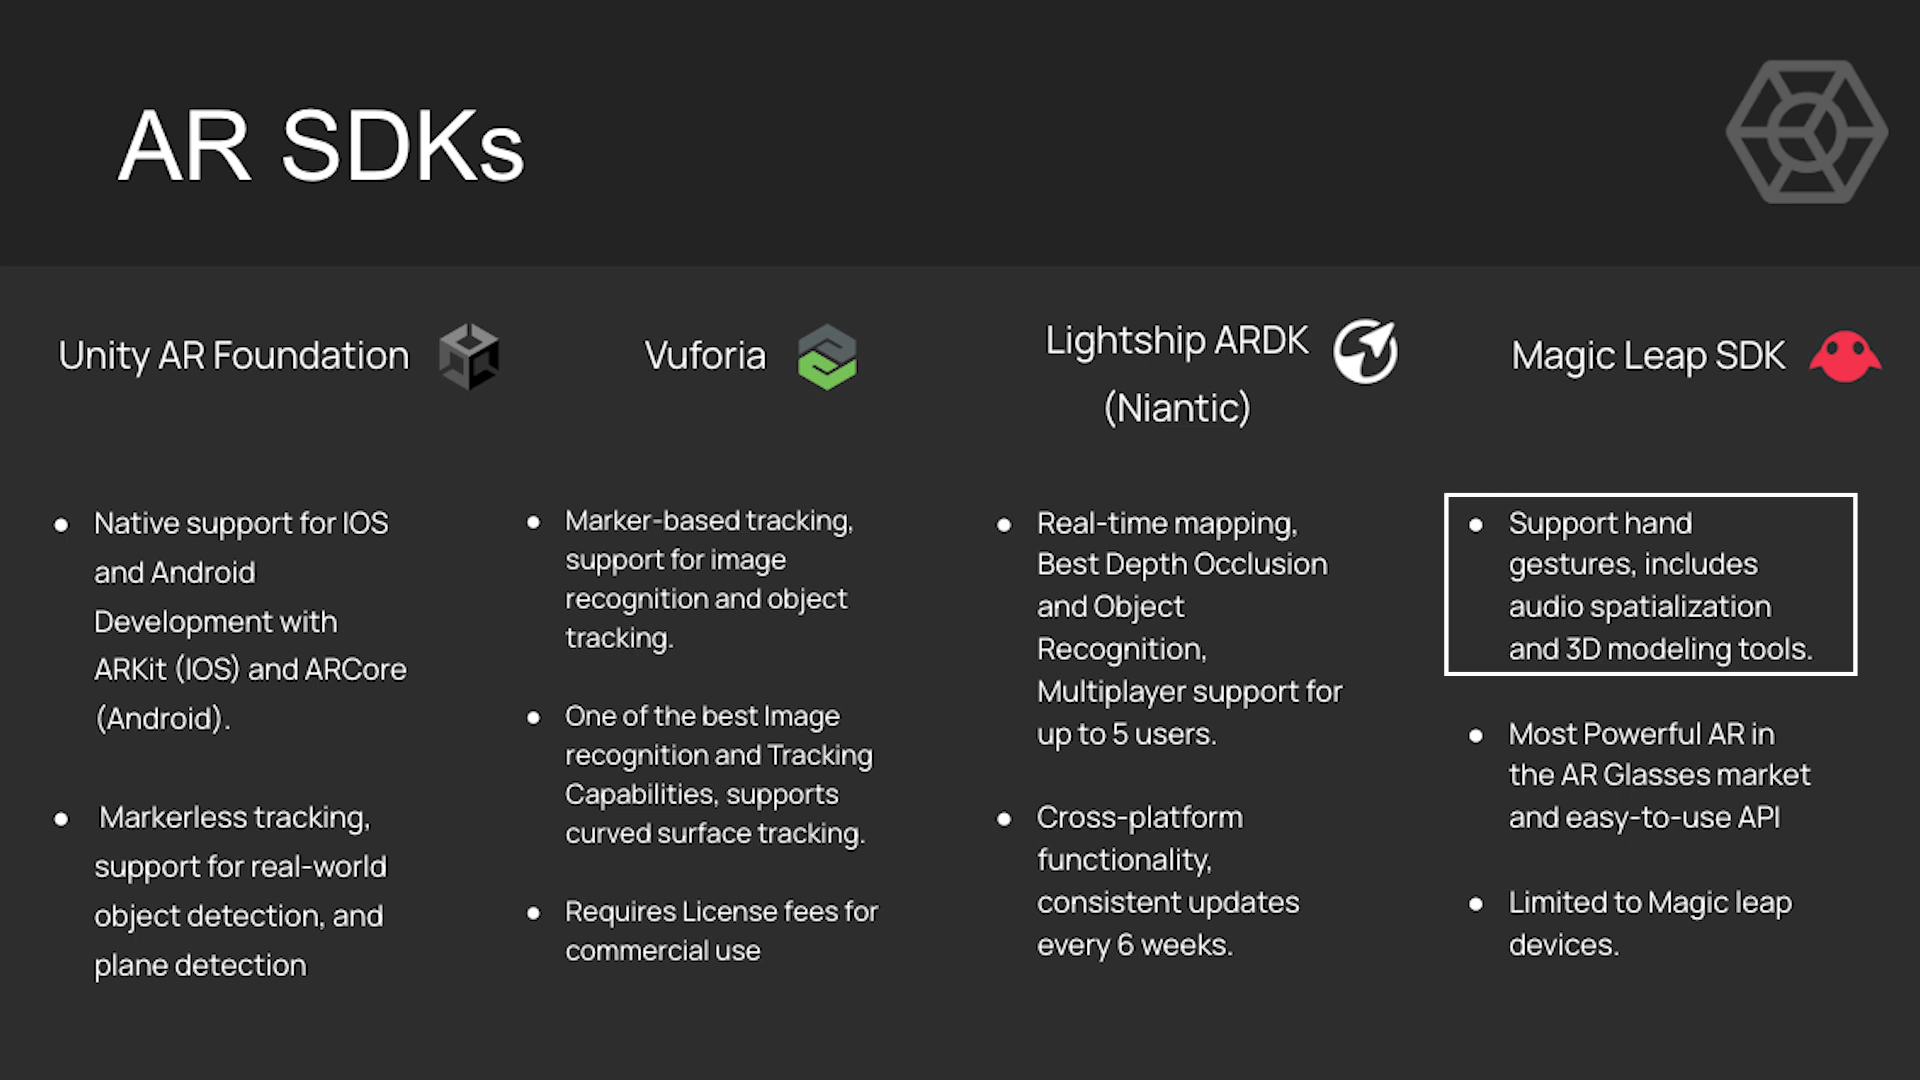 AR SDKs
Unity AR Foundation
● Native support for IOS
and Android
Development with
ARKit (IOS) and ARCore
(Android).
● Markerless tracking,
support for real-world
object detection, and
plane detection
Vuforia
● Marker-based tracking,
support for image
recognition and object
tracking.
● One of the best Image
recognition and Tracking
Capabilities, supports
curved surface tracking.
● Requires License fees for
commercial use
Lightship ARDK
(Niantic)
● Real-time mapping,
Best Depth Occlusion
and Object
Recognition,
Multiplayer support for
up to 5 users.
● Cross-platform
functionality,
consistent updates
every 6 weeks.
Magic Leap SDK
● Support hand
gestures, includes
audio spatialization
and 3D modeling tools.
● Most Powerful AR in
the AR Glasses market
and easy-to-use API
● Limited to Magic leap
devices.